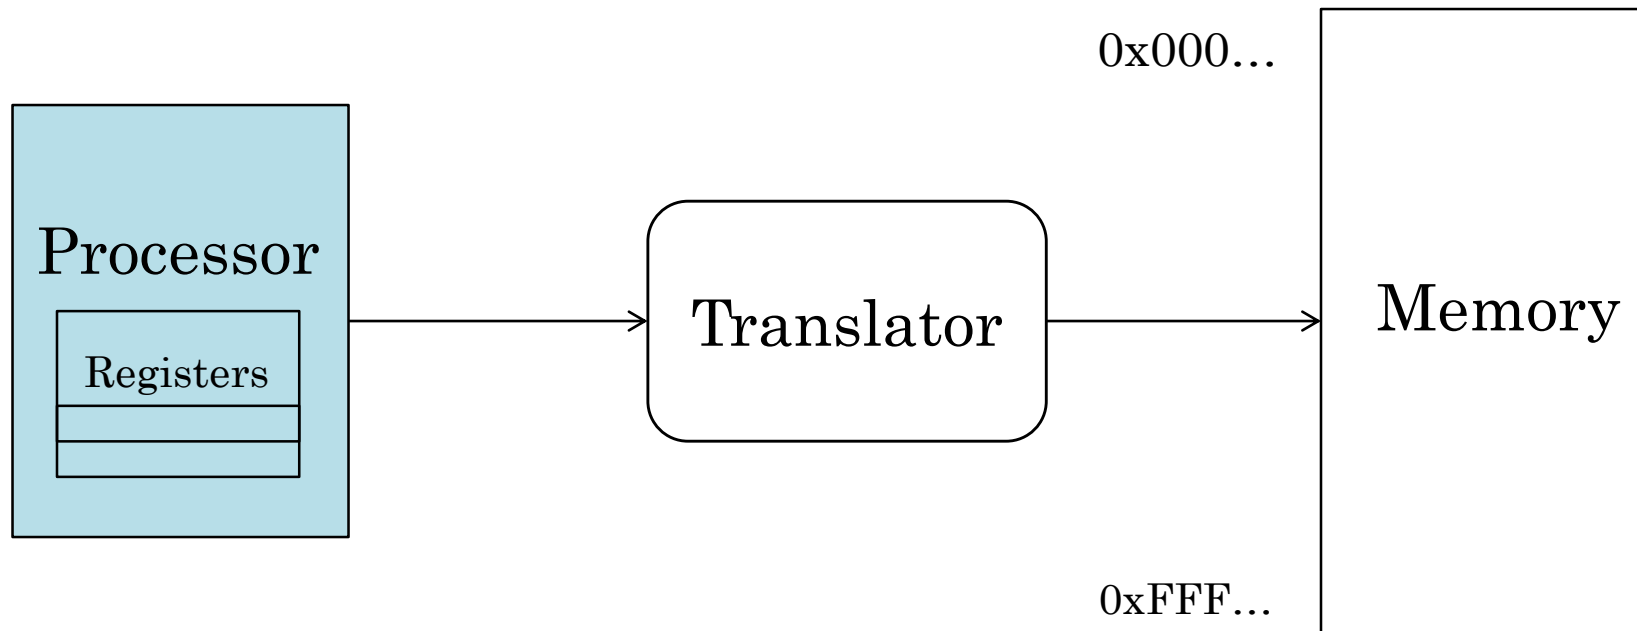 0x000…
Processor
Registers
Translator
Memory
0xFFF…